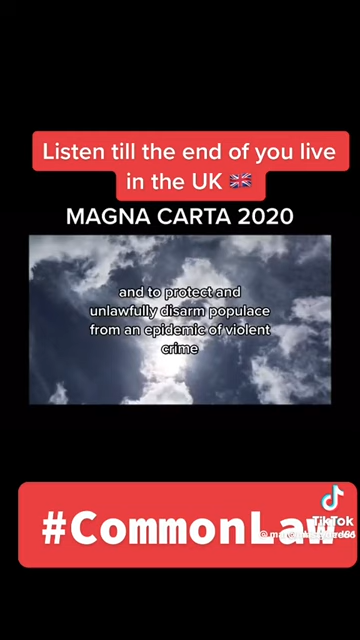 Listen till the end of you live
in the UK 🇬🇧
MAGNA CARTA 2020
and to protect and
unlawfully disarm populace
from an epidemic of violent
crime
#CommonLaw
TikTok